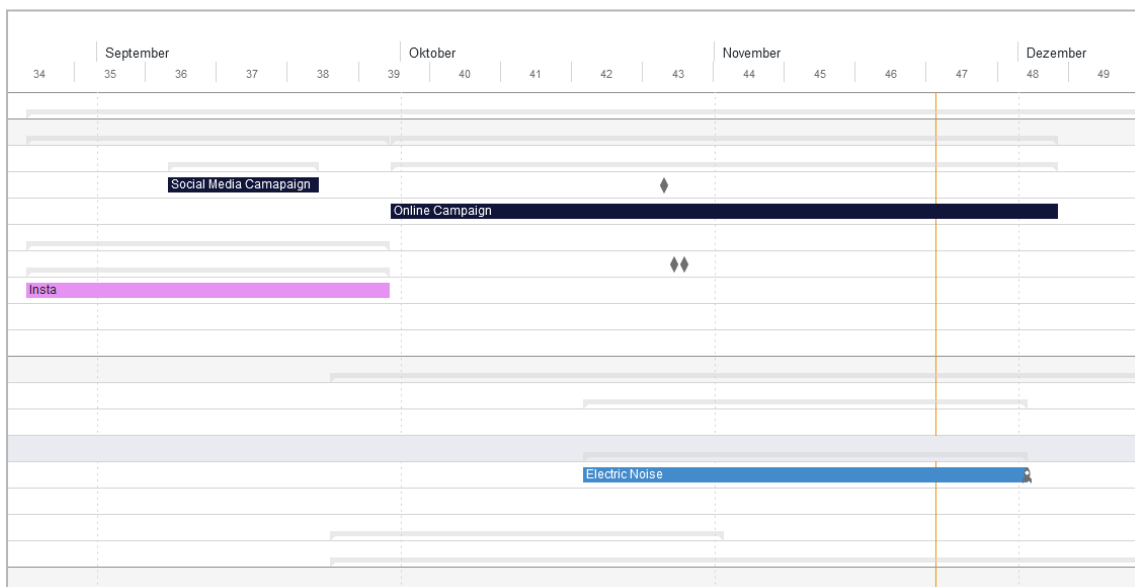 September Oktober November Dezember
34 35 36 37 38 39 40 41 42 43 44 45 46 47 48 49
Social Media Camapaign
Online Campaign
Insta
Electric Noise